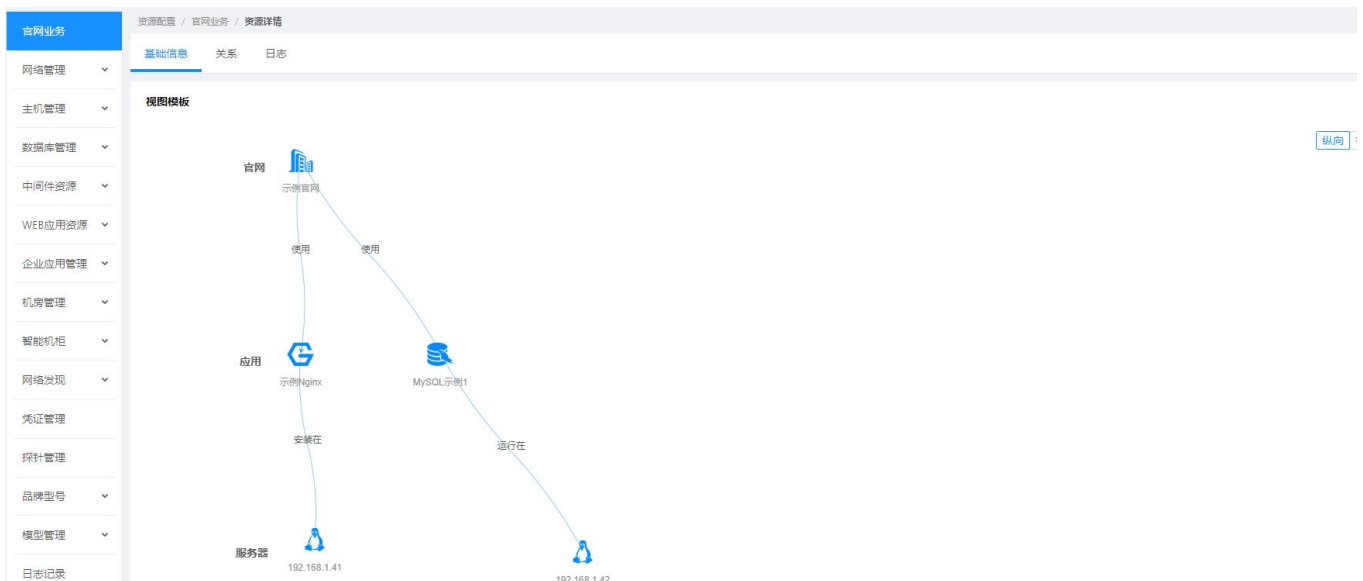 官网业务
网络管理
主机管理
数据库管理
中间件资源
WEB应用资源
企业应用管理
机房管理
智能机柜
网络发现
凭证管理
探针管理
品牌型号
模型管理
日志记录
资源配置 / 官网业务 / 资源详情
基础信息 关系 日志
视图模板
纵向
官网
示例官网
使用 使用
应用
示例Nginx MySQL示例1
安装在 运行在
服务器
192.168.1.41
192.168.1.42